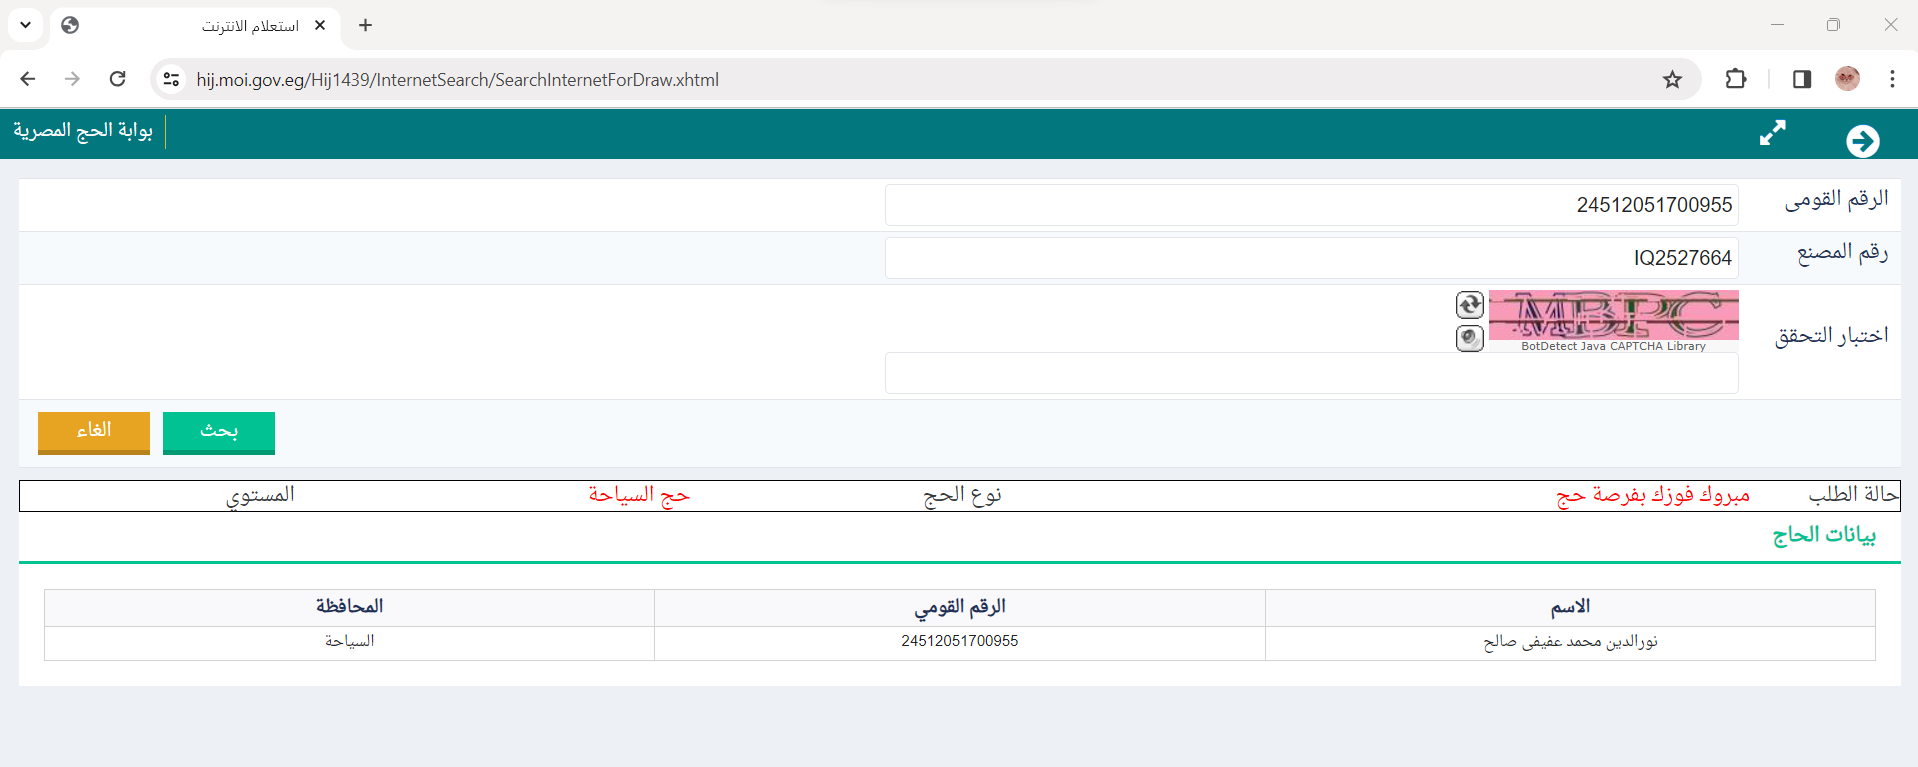 استعلام الانترنت
hij.moi.gov.eg/Hij1439/InternetSearch/SearchInternetForDraw.xhtml
بوابة الحج المصرية
الرقم القومى 24512051700955
رقم المصنع IQ2527664
MBPC
BotDetect Java CAPTCHA Library
اختبار التحقق
بحث الغاء
حالة الطلب مبروك فوزك بفرصة حج نوع الحج حج السياحة المستوي
بيانات الحاج
الاسم الرقم القومي المحافظة
نورالدين محمد عفيفى صالح 24512051700955 السياحة